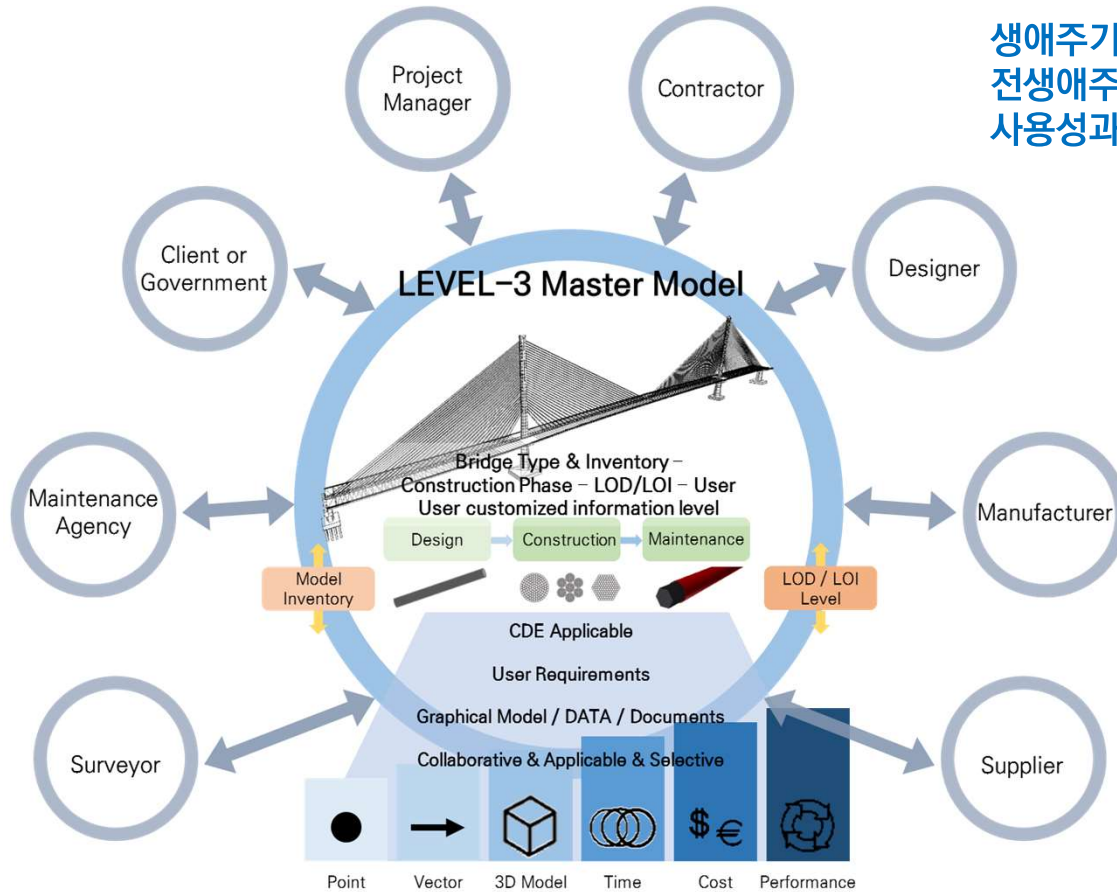 생애주기
전생애주
사용성과
Project
Manager
Contractor
Client or
Government
Designer
LEVEL-3 Master Model
Bridge Type & Inventory –
Construction Phase – LOD/LOI – User
User customized information level
Maintenance
Agency
Manufacturer
Design
Construction
Maintenance
Model
Inventory
LOD / LOI
Level
CDE Applicable
User Requirements
Graphical Model / DATA / Documents
Collaborative & Applicable & Selective
Surveyor
Supplier
$ €
Point
Vector
3D Model
Time
Cost
Performance